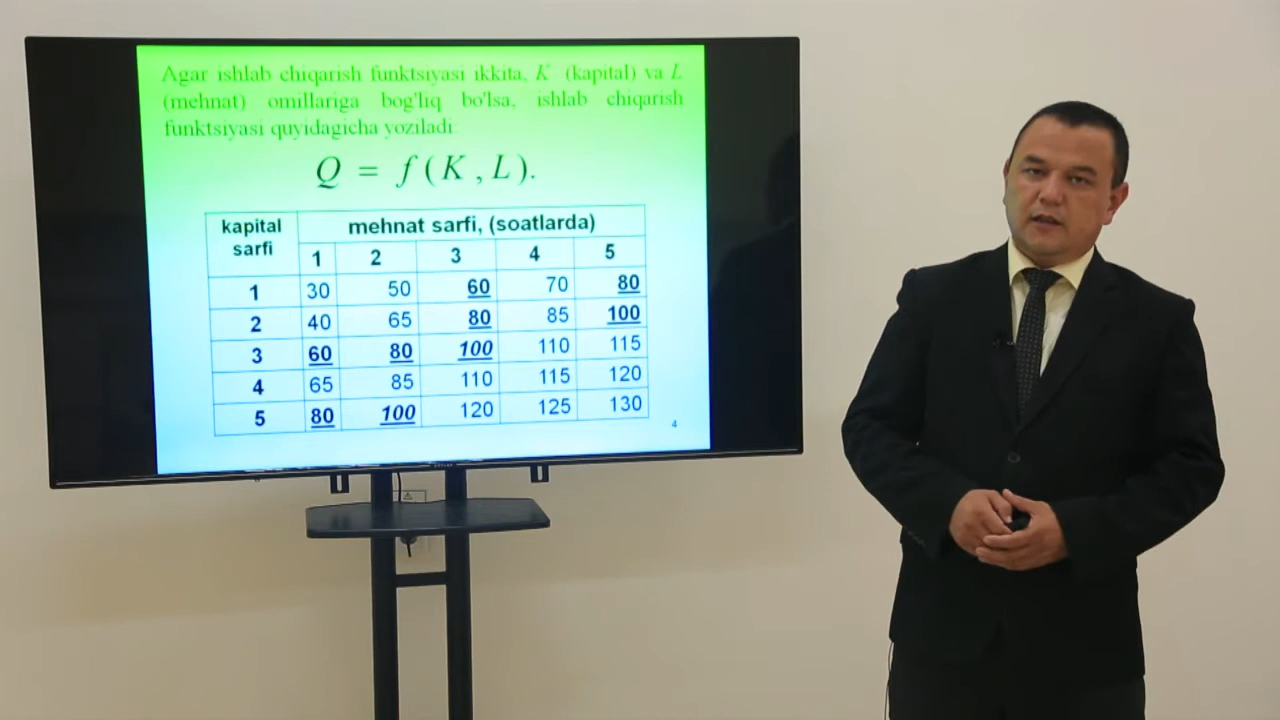 Agar ishlab chiqarish funktsiyasi ikkita, K (kapital) va L
(mehnat) omillariga bog'liq bo'lsa, ishlab chiqarish
funktsiyasi quyidagicha yoziladi:
Q = f ( K , L ).
kapital sarfi mehnat sarfi, (soatlarda)
1 2 3 4 5
1 30 50 60 70 80
2 40 65 80 85 100
3 60 80 100 110 115
4 65 85 110 115 120
5 80 100 120 125 130
4